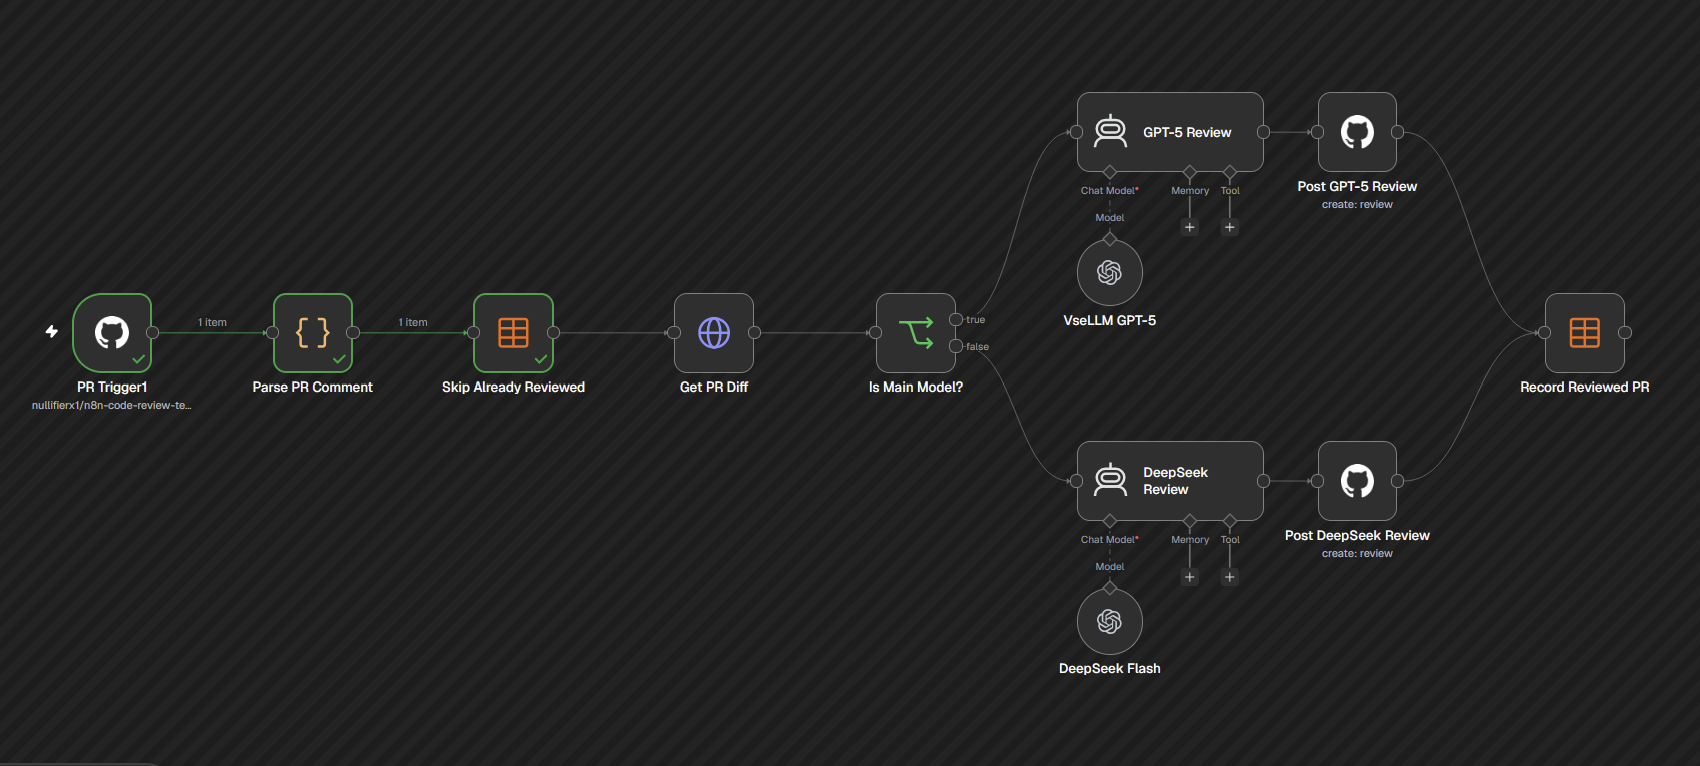 1 item
PR Trigger1
nullifierx1/n8n-code-review-te...
Parse PR Comment
1 item
Skip Already Reviewed
Get PR Diff
Is Main Model?
true
false
GPT-5 Review
Chat Model*
Memory
Tool
Model
VseLLM GPT-5
Post GPT-5 Review
create: review
DeepSeek
Review
Chat Model*
Memory
Tool
Model
DeepSeek Flash
Post DeepSeek Review
create: review
Record Reviewed PR